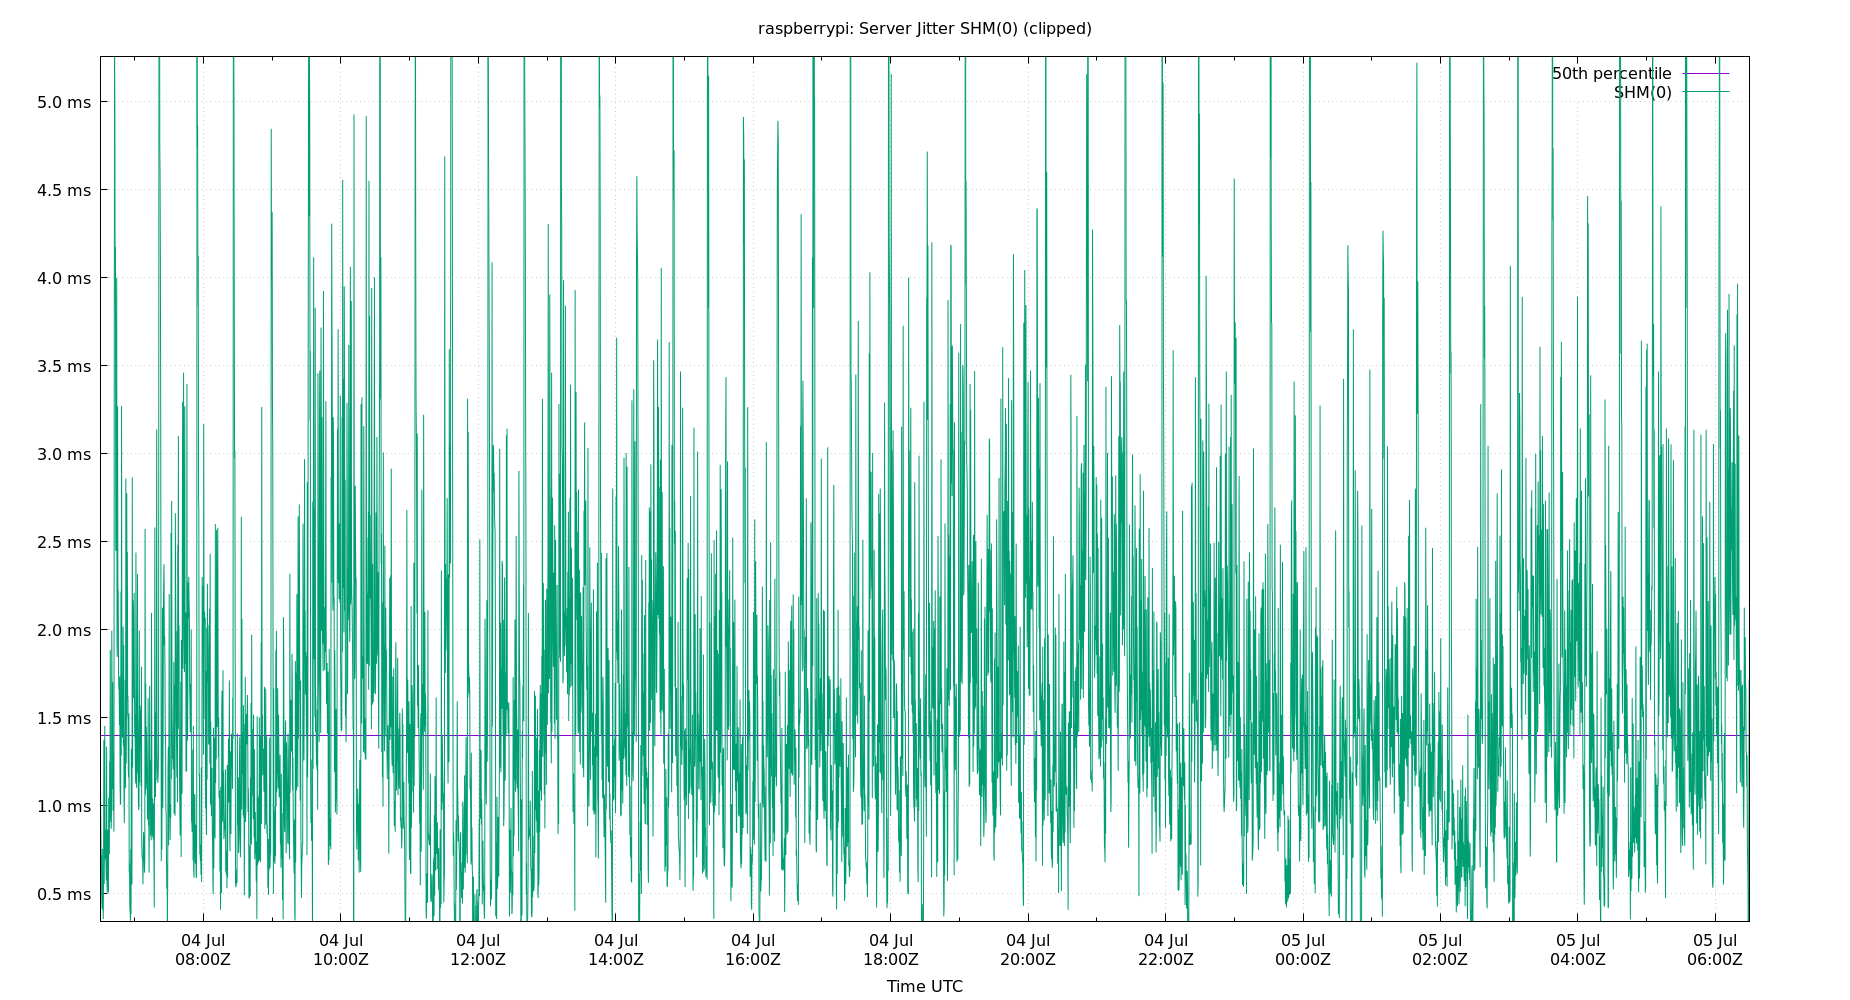 raspberrypi: Server Jitter SHM(0) (clipped)
50th percentile
SHM(0)
5.0 ms
4.5 ms
4.0 ms
3.5 ms
3.0 ms
2.5 ms
2.0 ms
1.5 ms
1.0 ms
0.5 ms
04 Jul 04 Jul 04 Jul 04 Jul 04 Jul 04 Jul 04 Jul 04 Jul 05 Jul 05 Jul 05 Jul 05 Jul
08:00Z 10:00Z 12:00Z 14:00Z 16:00Z 18:00Z 20:00Z 22:00Z 00:00Z 02:00Z 04:00Z 06:00Z
Time UTC